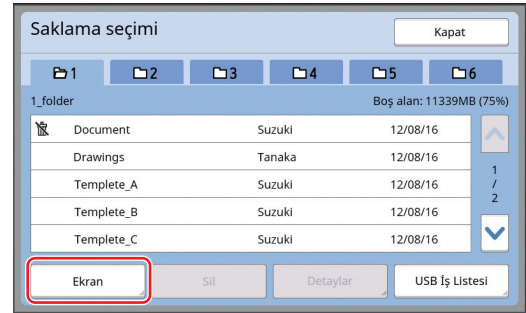 Saklama seçimi Kapat
1 2 3 4 5 6
1_folder Boş alan: 11339MB (75%)
Document Suzuki 12/08/16
Drawings Tanaka 12/08/16
Templete_A Suzuki 12/08/16
Templete_B Suzuki 12/08/16
Templete_C Suzuki 12/08/16
1
/
2
Ekran Sil Detaylar USB İş Listesi